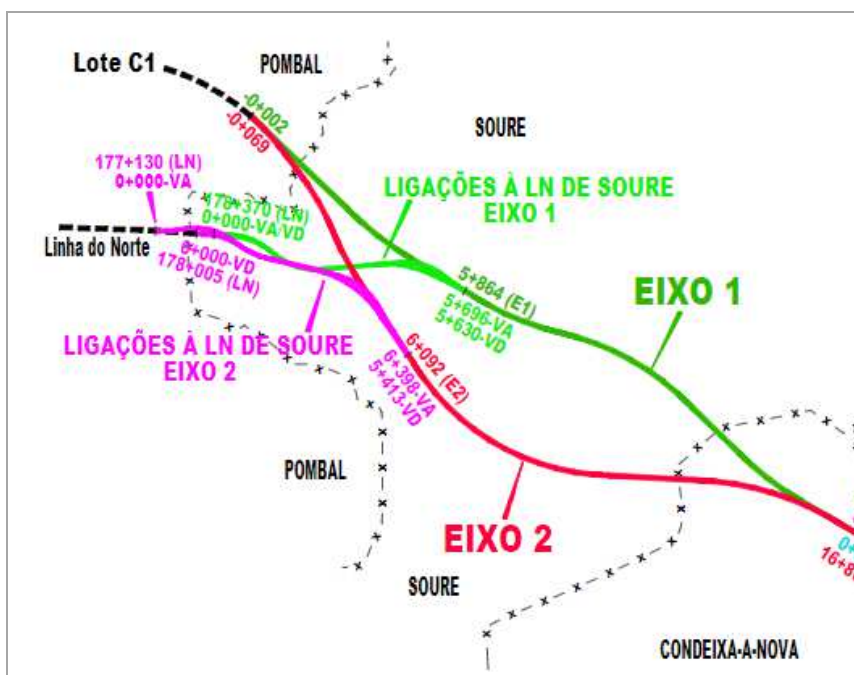 Lote C1
POMBAL
-0+002
-0+069
SOURE
177+130 (LN)
0+000-VA
LIGAÇÕES À LN DE SOURE
EIXO 1
178+370 (LN)
0+000-VA/VD
Linha do Norte
0+000-VD
178+005 (LN)
5+864 (E1)
5+696-VA
5+630-VD
EIXO 1
LIGAÇÕES À LN DE SOURE
EIXO 2
6+092 (E2)
6+398-VA
5+413-VD
POMBAL
EIXO 2
SOURE
0+
16+8
CONDEIXA-A-NOVA